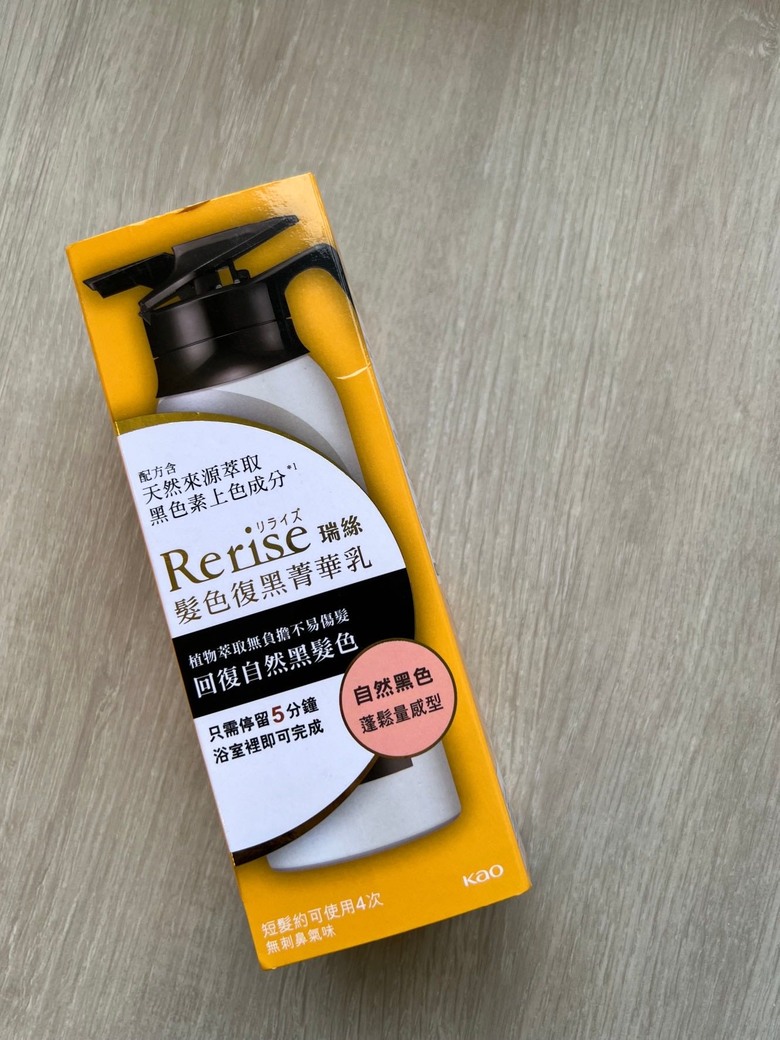 配方含
天然來源萃取
黑色素上色成分*1
リライズ
Rerise 瑞絲
髮色復黑菁華乳
植物萃取無負擔不易傷髮
回復自然黑髮色
只需停留5分鐘
浴室裡即可完成
自然黑色
蓬鬆量感型
Kao
短髮約可使用4次
無刺鼻氣味